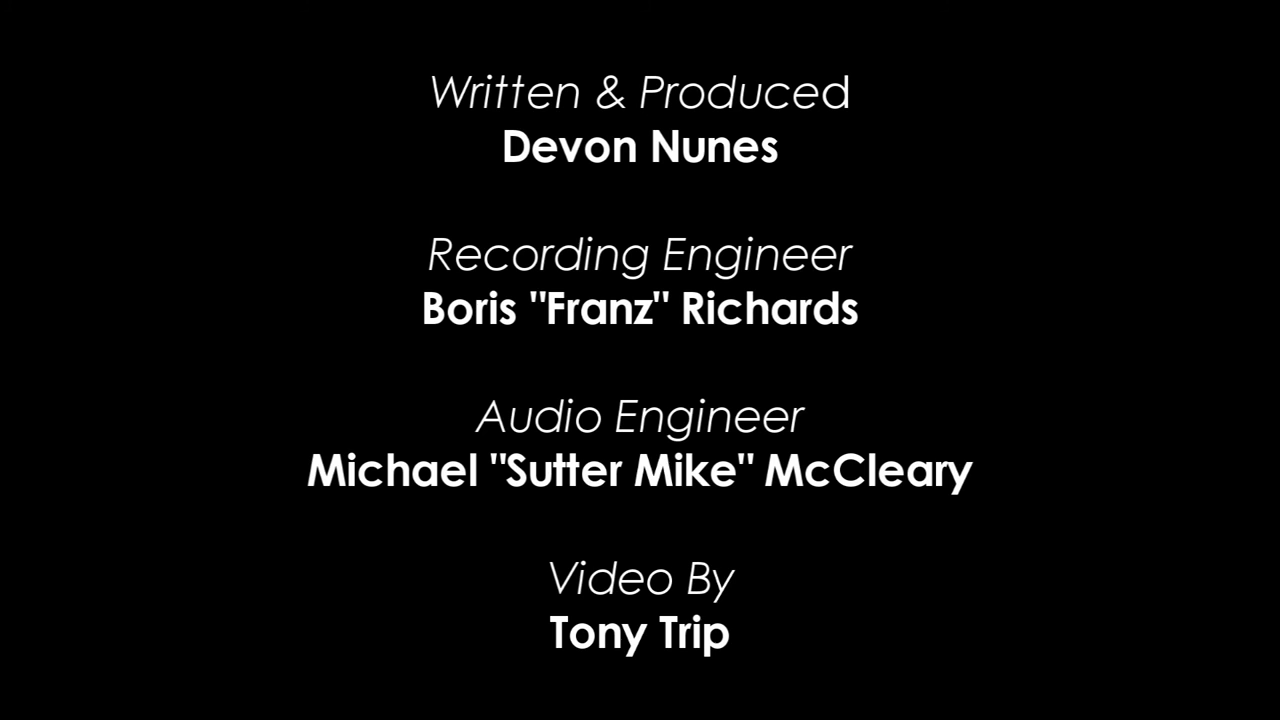 Written & Produced
Devon Nunes
Recording Engineer
Boris "Franz" Richards
Audio Engineer
Michael "Sutter Mike" McCleary
Video By
Tony Trip